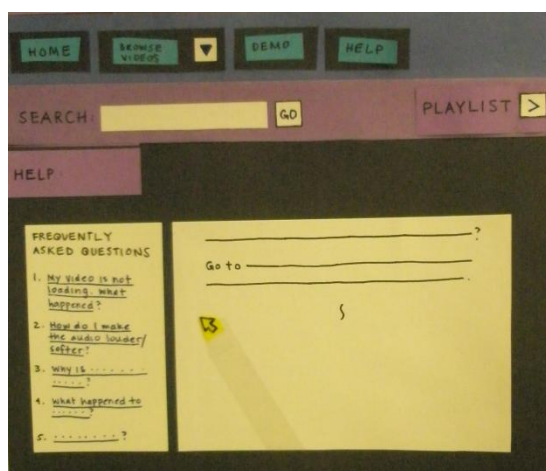 HOME
BROWSE
VIDEOS
DEMO
HELP
SEARCH:
GO
PLAYLIST >
HELP:
FREQUENTLY
ASKED QUESTIONS
1. My video is not
loading. What
happened?
2. How do I make
the audio louder/
softer?
3. Why is ........
.....?
4. What happened to
......?
5. ........?
?
Go to
.